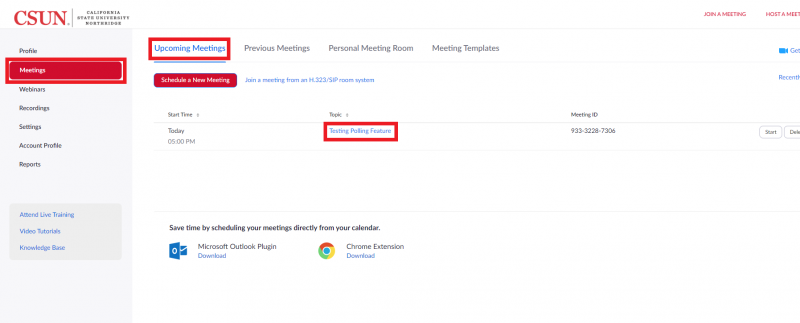 CSUN
CALIFORNIA
STATE UNIVERSITY
NORTHRIDGE
JOIN A MEETING
HOST A M
Profile
Meetings
Webinars
Recordings
Settings
Account Profile
Reports
Attend Live Training
Video Tutorials
Knowledge Base
Upcoming Meetings
Previous Meetings
Personal Meeting Room
Meeting Templates
Get
Schedule a New Meeting
Join a meeting from an H.323/SIP room system
Recently
Start Time
Topic
Meeting ID
Today
Testing Polling Feature
933-3228-7306
Start
Dele
05:00 PM
Save time by scheduling your meetings directly from your calendar.
Microsoft Outlook Plugin
Download
Chrome Extension
Download